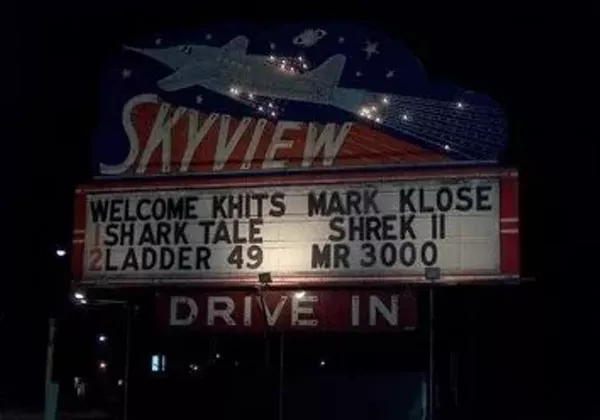 SKYVIEW
WELCOME KHITS MARK KLOSE
1 SHARK TALE SHREK II
2 LADDER 49 MR 3000
DRIVE IN